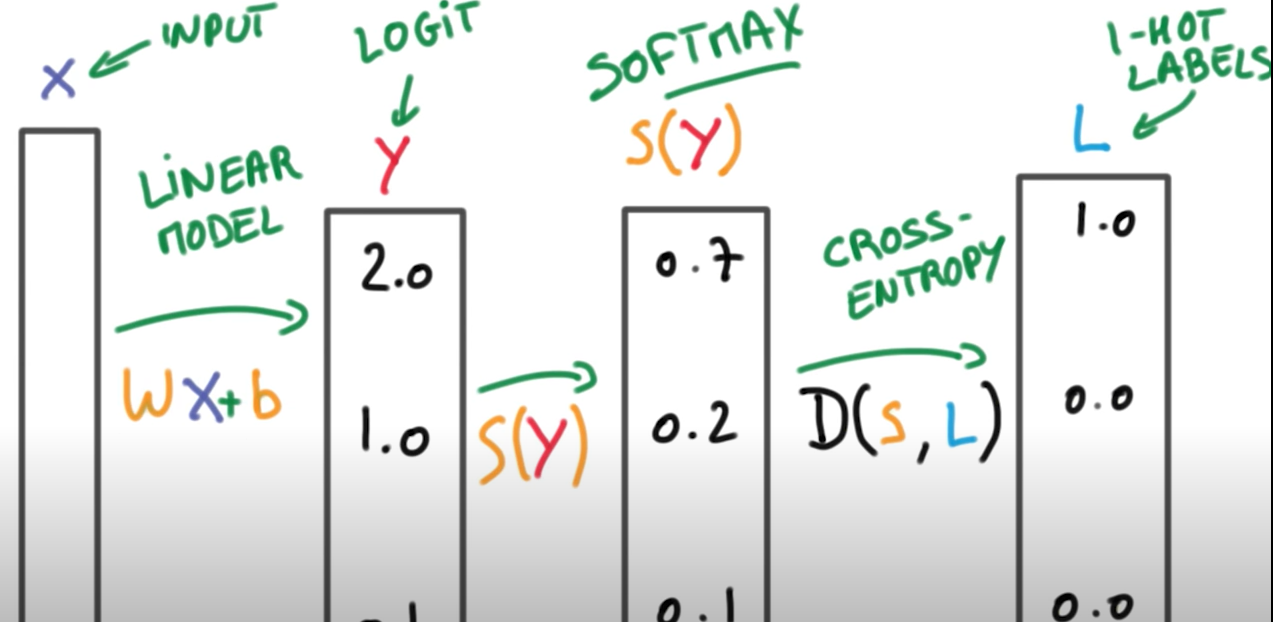 X
INPUT
LINEAR
MODEL
WX+b
LOGiT
Y
2.0
1.0
S(Y)
SOFTMAX
S(Y)
0.7
0.2
0.1
CROSS-
ENTROPY
D(S,L)
1-HOT
LABELS
L
1.0
0.0
0.0